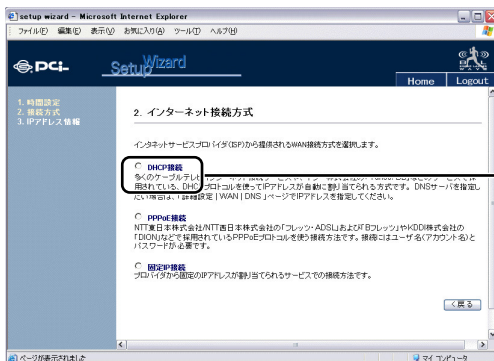 setup wizard - Microsoft Internet Explorer
ファイル(F) 編集(E) 表示(V) お気に入り(A) ツール(T) ヘルプ(H)
PCi
SetupWizard
Home Logout
1. 時間設定
2. 接続方式
3. IPアドレス情報
2. インターネット接続方式
インタネットサービスプロバイダ(ISP)から提供されるWAN接続方式を選択します。
DHCP接続
多くのケーブルテレビ
用されている、DHCPプロトコルを使ってIPアドレスが自動に割り当てられる方式です。DNSサーバを指定し
たい場合は、「詳細設定 | WAN | DNS」ページでIPアドレスを指定してください。
PPPoE接続
NTT東日本株式会社/NTT西日本株式会社の「フレッツ・ADSL」および「Bフレッツ」やKDDI株式会社の
「DION」などで採用されているPPPoEプロトコルを使う接続方法です。接続にはユーザ名(アカウント名)と
パスワードが必要です。
固定IP接続
プロバイダから固定のIPアドレスが割り当てられるサービスでの接続方法です。
<戻る
ページが表示されました
マイ コンピュータ